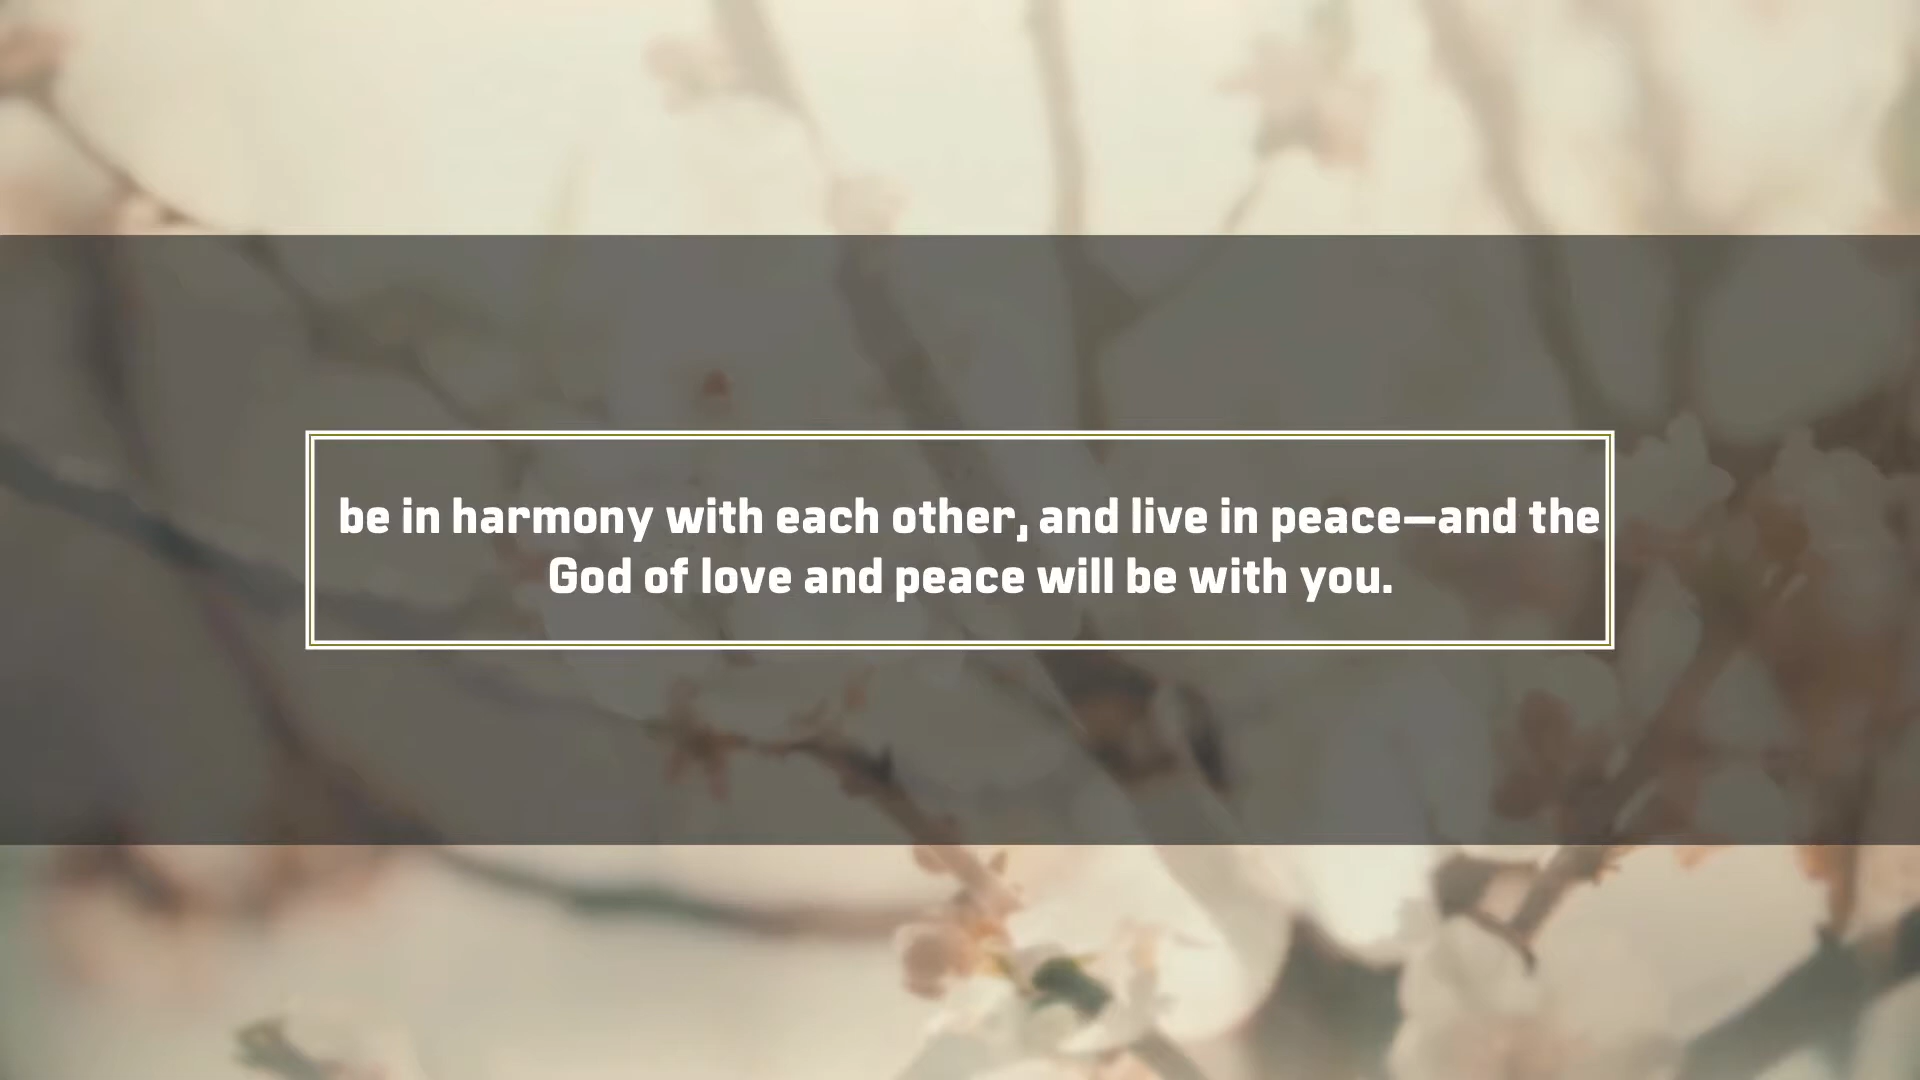 be in harmony with each other, and live in peace—and the
God of love and peace will be with you.